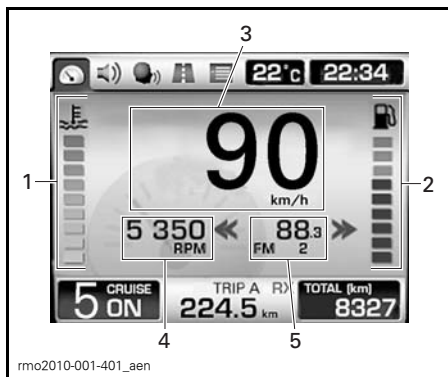 3
22°c 22:34
1
90
km/h
2
5 350
RPM
88.3
FM 2
5 CRUISE ON
TRIP A RX
224.5 km
TOTAL [km]
8327
4
5
rmo2010-001-401_aen